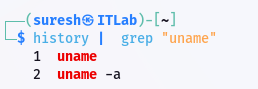 ┌──(suresh㉿ITLab)-[~]
└─$ history | grep "uname"
1 uname
2 uname -a